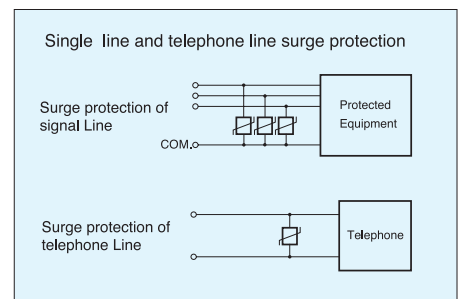 Single line and telephone line surge protection
Surge protection of
signal Line
COM.
Protected
Equipment
Surge protection of
telephone Line
Telephone